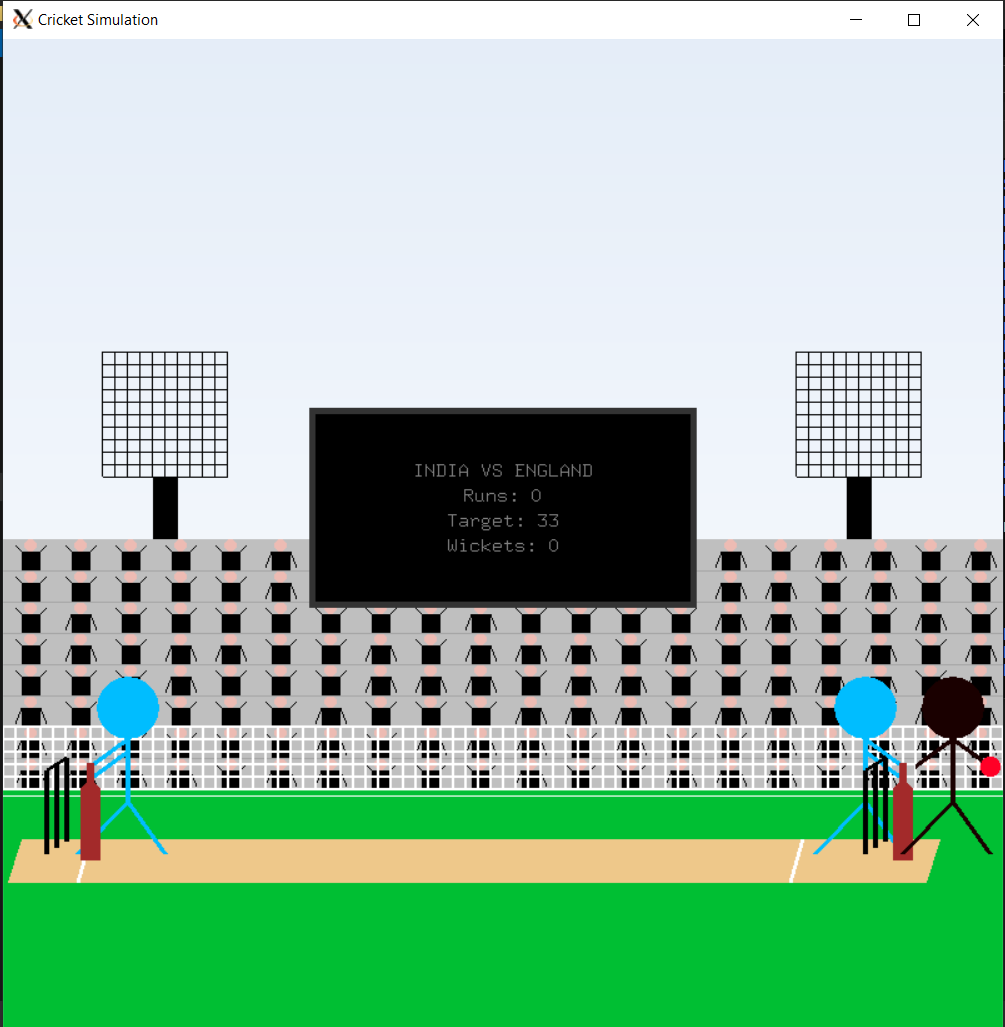 Cricket Simulation
INDIA VS ENGLAND
Runs: 0
Target: 33
Wickets: 0